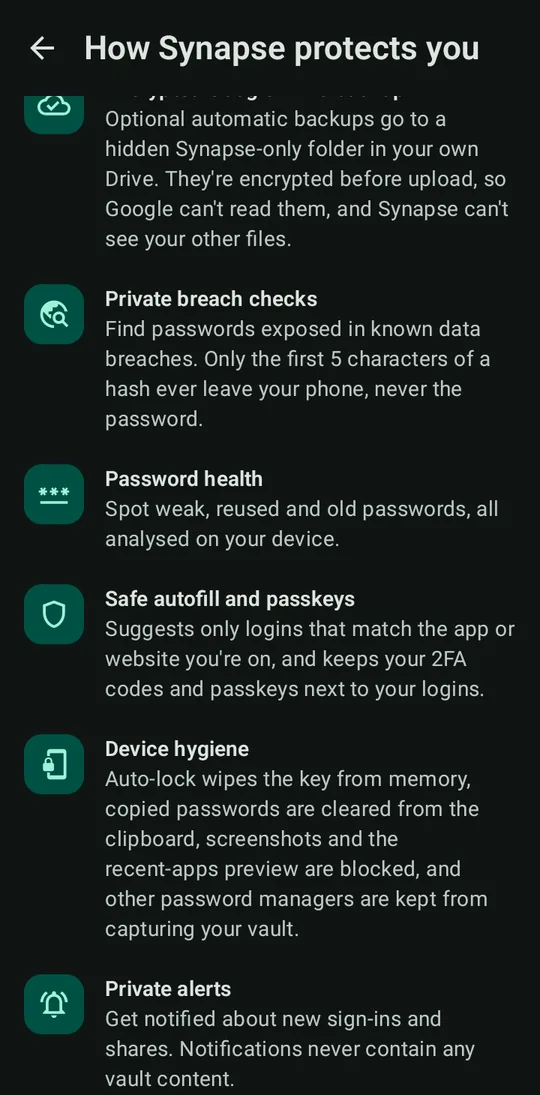 How Synapse protects you
Optional automatic backups go to a
hidden Synapse-only folder in your own
Drive. They're encrypted before upload, so
Google can't read them, and Synapse can't
see your other files.
Private breach checks
Find passwords exposed in known data
breaches. Only the first 5 characters of a
hash ever leave your phone, never the
password.
Password health
Spot weak, reused and old passwords, all
analysed on your device.
Safe autofill and passkeys
Suggests only logins that match the app or
website you're on, and keeps your 2FA
codes and passkeys next to your logins.
Device hygiene
Auto-lock wipes the key from memory,
copied passwords are cleared from the
clipboard, screenshots and the
recent-apps preview are blocked, and
other password managers are kept from
capturing your vault.
Private alerts
Get notified about new sign-ins and
shares. Notifications never contain any
vault content.